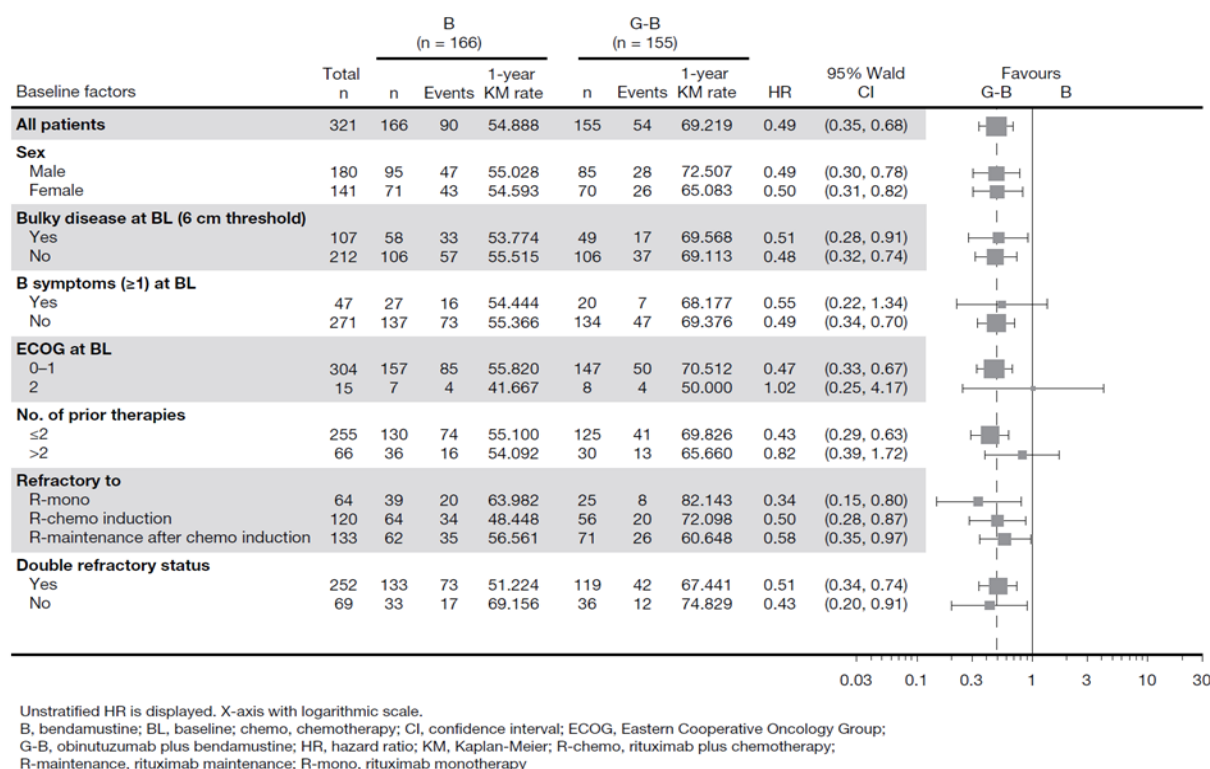 B G-B
(n = 166) (n = 155)
Total 1-year 1-year 95% Wald Favours
Baseline factors n n Events KM rate n Events KM rate HR CI G-B B
All patients 321 166 90 54.888 155 54 69.219 0.49 (0.35, 0.68)
Sex
Male 180 95 47 55.028 85 28 72.507 0.49 (0.30, 0.78)
Female 141 71 43 54.593 70 26 65.083 0.50 (0.31, 0.82)
Bulky disease at BL (6 cm threshold)
Yes 107 58 33 53.774 49 17 69.568 0.51 (0.28, 0.91)
No 212 106 57 55.515 106 37 69.113 0.48 (0.32, 0.74)
B symptoms (≥1) at BL
Yes 47 27 16 54.444 20 7 68.177 0.55 (0.22, 1.34)
No 271 137 73 55.366 134 47 69.376 0.49 (0.34, 0.70)
ECOG at BL
0–1 304 157 85 55.820 147 50 70.512 0.47 (0.33, 0.67)
2 15 7 4 41.667 8 4 50.000 1.02 (0.25, 4.17)
No. of prior therapies
≤2 255 130 74 55.100 125 41 69.826 0.43 (0.29, 0.63)
>2 66 36 16 54.092 30 13 65.660 0.82 (0.39, 1.72)
Refractory to
R-mono 64 39 20 63.982 25 8 82.143 0.34 (0.15, 0.80)
R-chemo induction 120 64 34 48.448 56 20 72.098 0.50 (0.28, 0.87)
R-maintenance after chemo induction 133 62 35 56.561 71 26 60.648 0.58 (0.35, 0.97)
Double refractory status
Yes 252 133 73 51.224 119 42 67.441 0.51 (0.34, 0.74)
No 69 33 17 69.156 36 12 74.829 0.43 (0.20, 0.91)
0.03 0.1 0.3 1 3 10 30
Unstratified HR is displayed. X-axis with logarithmic scale.
B, bendamustine; BL, baseline; chemo, chemotherapy; CI, confidence interval; ECOG, Eastern Cooperative Oncology Group;
G-B, obinutuzumab plus bendamustine; HR, hazard ratio; KM, Kaplan-Meier; R-chemo, rituximab plus chemotherapy;
R-maintenance, rituximab maintenance; R-mono, rituximab monotherapy